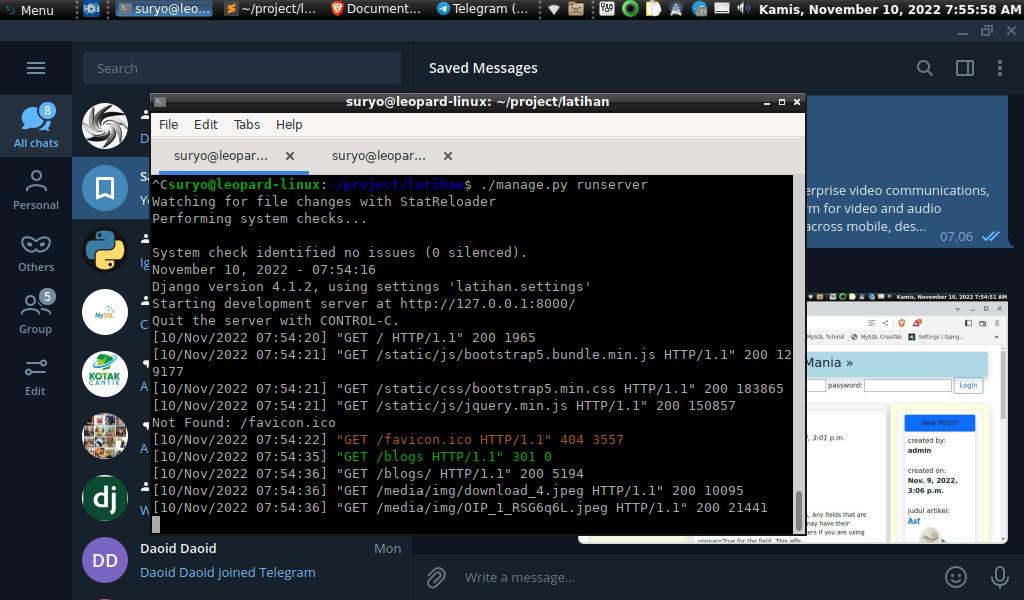 Menu
suryo@leo...
~/project/l...
Document...
Telegram (...
Kamis, November 10, 2022 7:55:58 AM
Search
Saved Messages
8
All chats
Personal
Others
5
Group
Edit
suryo@leopard-linux: ~/project/latihan
File Edit Tabs Help
suryo@leopar...
suryo@leopar...
^Csuryo@leopard-linux:~/project/latihan$ ./manage.py runserver
Watching for file changes with StatReloader
Performing system checks...
System check identified no issues (0 silenced).
November 10, 2022 - 07:54:16
Django version 4.1.2, using settings 'latihan.settings'
Starting development server at http://127.0.0.1:8000/
Quit the server with CONTROL-C.
[10/Nov/2022 07:54:20] "GET / HTTP/1.1" 200 1965
[10/Nov/2022 07:54:21] "GET /static/js/bootstrap5.bundle.min.js HTTP/1.1" 200 12
9177
[10/Nov/2022 07:54:21] "GET /static/css/bootstrap5.min.css HTTP/1.1" 200 183865
[10/Nov/2022 07:54:21] "GET /static/js/jquery.min.js HTTP/1.1" 200 150857
Not Found: /favicon.ico
[10/Nov/2022 07:54:22] "GET /favicon.ico HTTP/1.1" 404 3557
[10/Nov/2022 07:54:35] "GET /blogs HTTP/1.1" 301 0
[10/Nov/2022 07:54:36] "GET /blogs/ HTTP/1.1" 200 5194
[10/Nov/2022 07:54:36] "GET /media/img/download_4.jpeg HTTP/1.1" 200 10095
[10/Nov/2022 07:54:36] "GET /media/img/OIP_1_RSG6q6L.jpeg HTTP/1.1" 200 21441
MySQL
KOTAK
CANTIK
dj
DD
Daoid Daoid
Mon
Daoid Daoid joined Telegram
erprise video communications,
rm for video and audio
across mobile, des...
07.06
Kamis, November 10, 2022 7:54:51 AM
MySQL Tutorial
MySQL CrossTab
Settings | Djang...
Mania »
password:
Login
3:01 p.m.
New POST!
created by:
admin
created on:
Nov. 9, 2022,
3:06 p.m.
judul artikel:
Asf
, Any fields that are
may have their
ers if you are using
unique=True for the field. This affe
Write a message...